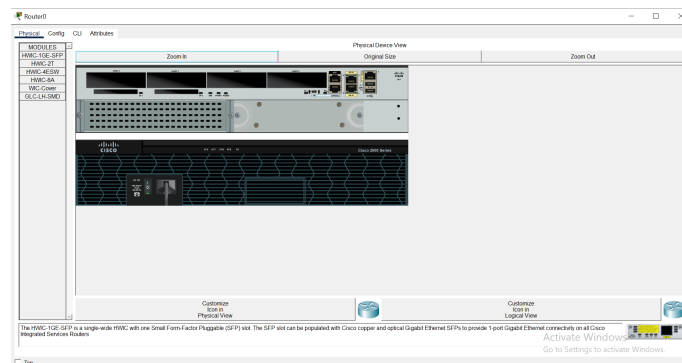 Router0
Physical Config CLI Attributes
MODULES
HWIC-1GE-SFP
HWIC-2T
HWIC-4ESW
HWIC-8A
WIC-Cover
GLC-LH-SMD
Physical Device View
Zoom In
Original Size
Zoom Out
CISCO
Cisco 2900 Series
Customize
Icon in
Physical View
Customize
Icon in
Logical View
The HWIC-1GE-SFP is a single-wide HWIC with one Small Form-Factor Pluggable (SFP) slot. The SFP slot can be populated with Cisco copper and optical Gigabit Ethernet SFPs to provide 1-port Gigabit Ethernet connectivity on all Cisco
Integrated Services Routers
Activate Windows
Go to Settings to activate Windows.
Top